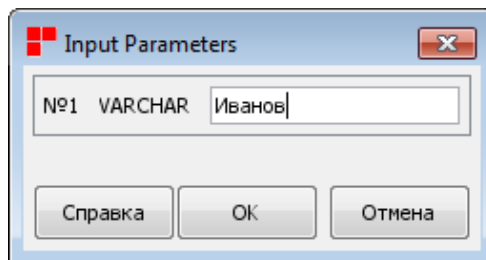 Input Parameters
№1 VARCHAR Иванов
Справка OK Отмена